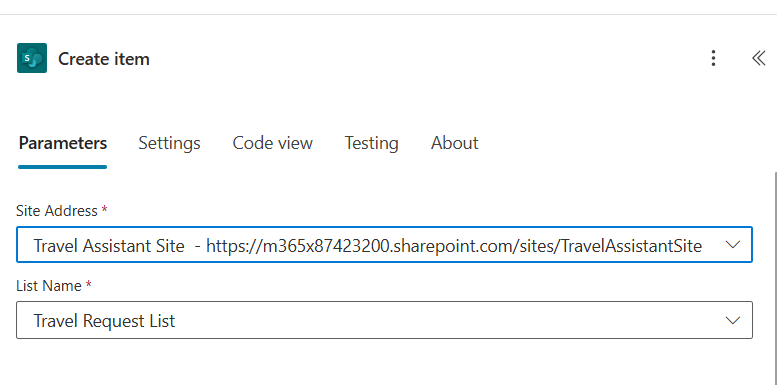 Create item
Parameters Settings Code view Testing About
Site Address *
Travel Assistant Site - https://m365x87423200.sharepoint.com/sites/TravelAssistantSite
List Name *
Travel Request List